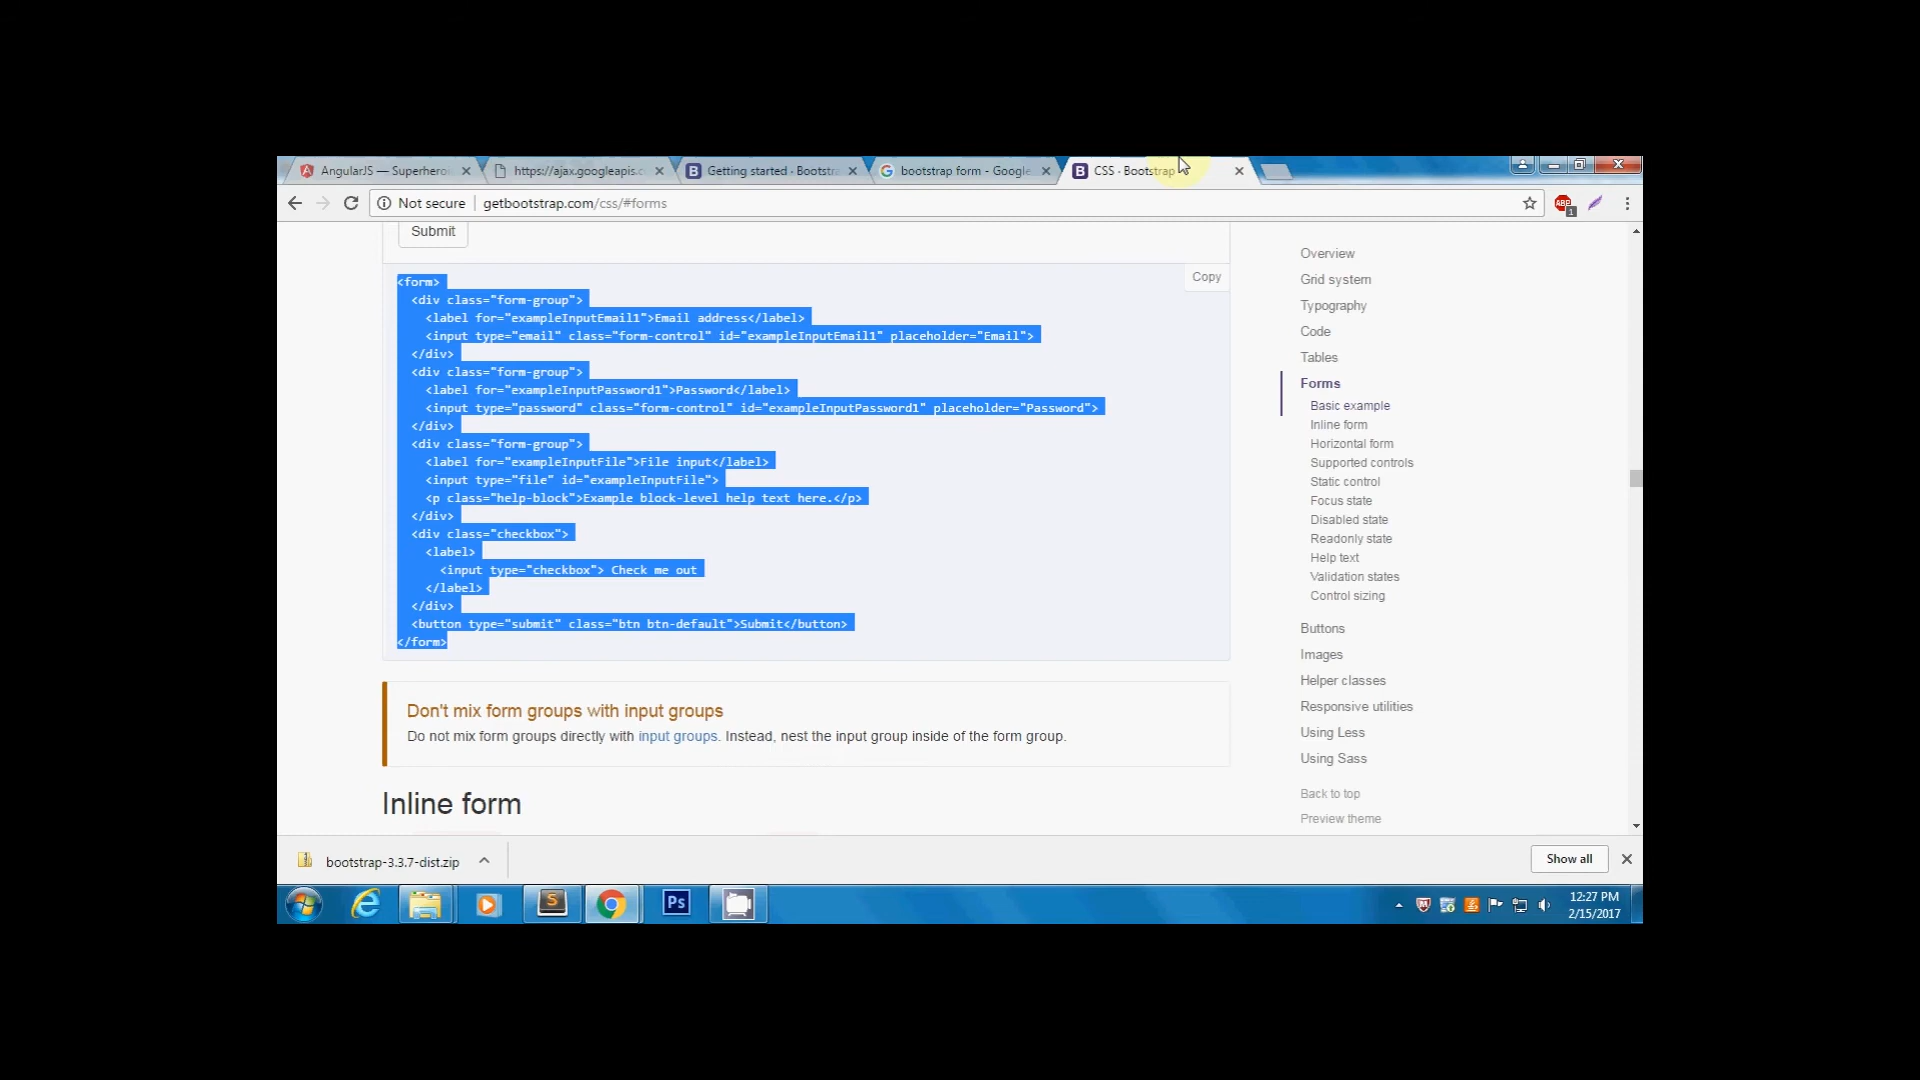 AngularJS — Superheroi
https://ajax.googleapis.c
Getting started · Bootstra
bootstrap form - Google
CSS · Bootstrap
Not secure
getbootstrap.com/css/#forms
ABP
1
Submit
Copy
<form>
<div class="form-group">
<label for="exampleInputEmail1">Email address</label>
<input type="email" class="form-control" id="exampleInputEmail1" placeholder="Email">
</div>
<div class="form-group">
<label for="exampleInputPassword1">Password</label>
<input type="password" class="form-control" id="exampleInputPassword1" placeholder="Password">
</div>
<div class="form-group">
<label for="exampleInputFile">File input</label>
<input type="file" id="exampleInputFile">
<p class="help-block">Example block-level help text here.</p>
</div>
<div class="checkbox">
<label>
<input type="checkbox"> Check me out
</label>
</div>
<button type="submit" class="btn btn-default">Submit</button>
</form>
Don't mix form groups with input groups
Do not mix form groups directly with input groups. Instead, nest the input group inside of the form group.
Inline form
Overview
Grid system
Typography
Code
Tables
Forms
Basic example
Inline form
Horizontal form
Supported controls
Static control
Focus state
Disabled state
Readonly state
Help text
Validation states
Control sizing
Buttons
Images
Helper classes
Responsive utilities
Using Less
Using Sass
Back to top
Preview theme
bootstrap-3.3.7-dist.zip
Show all
Ps
12:27 PM
2/15/2017